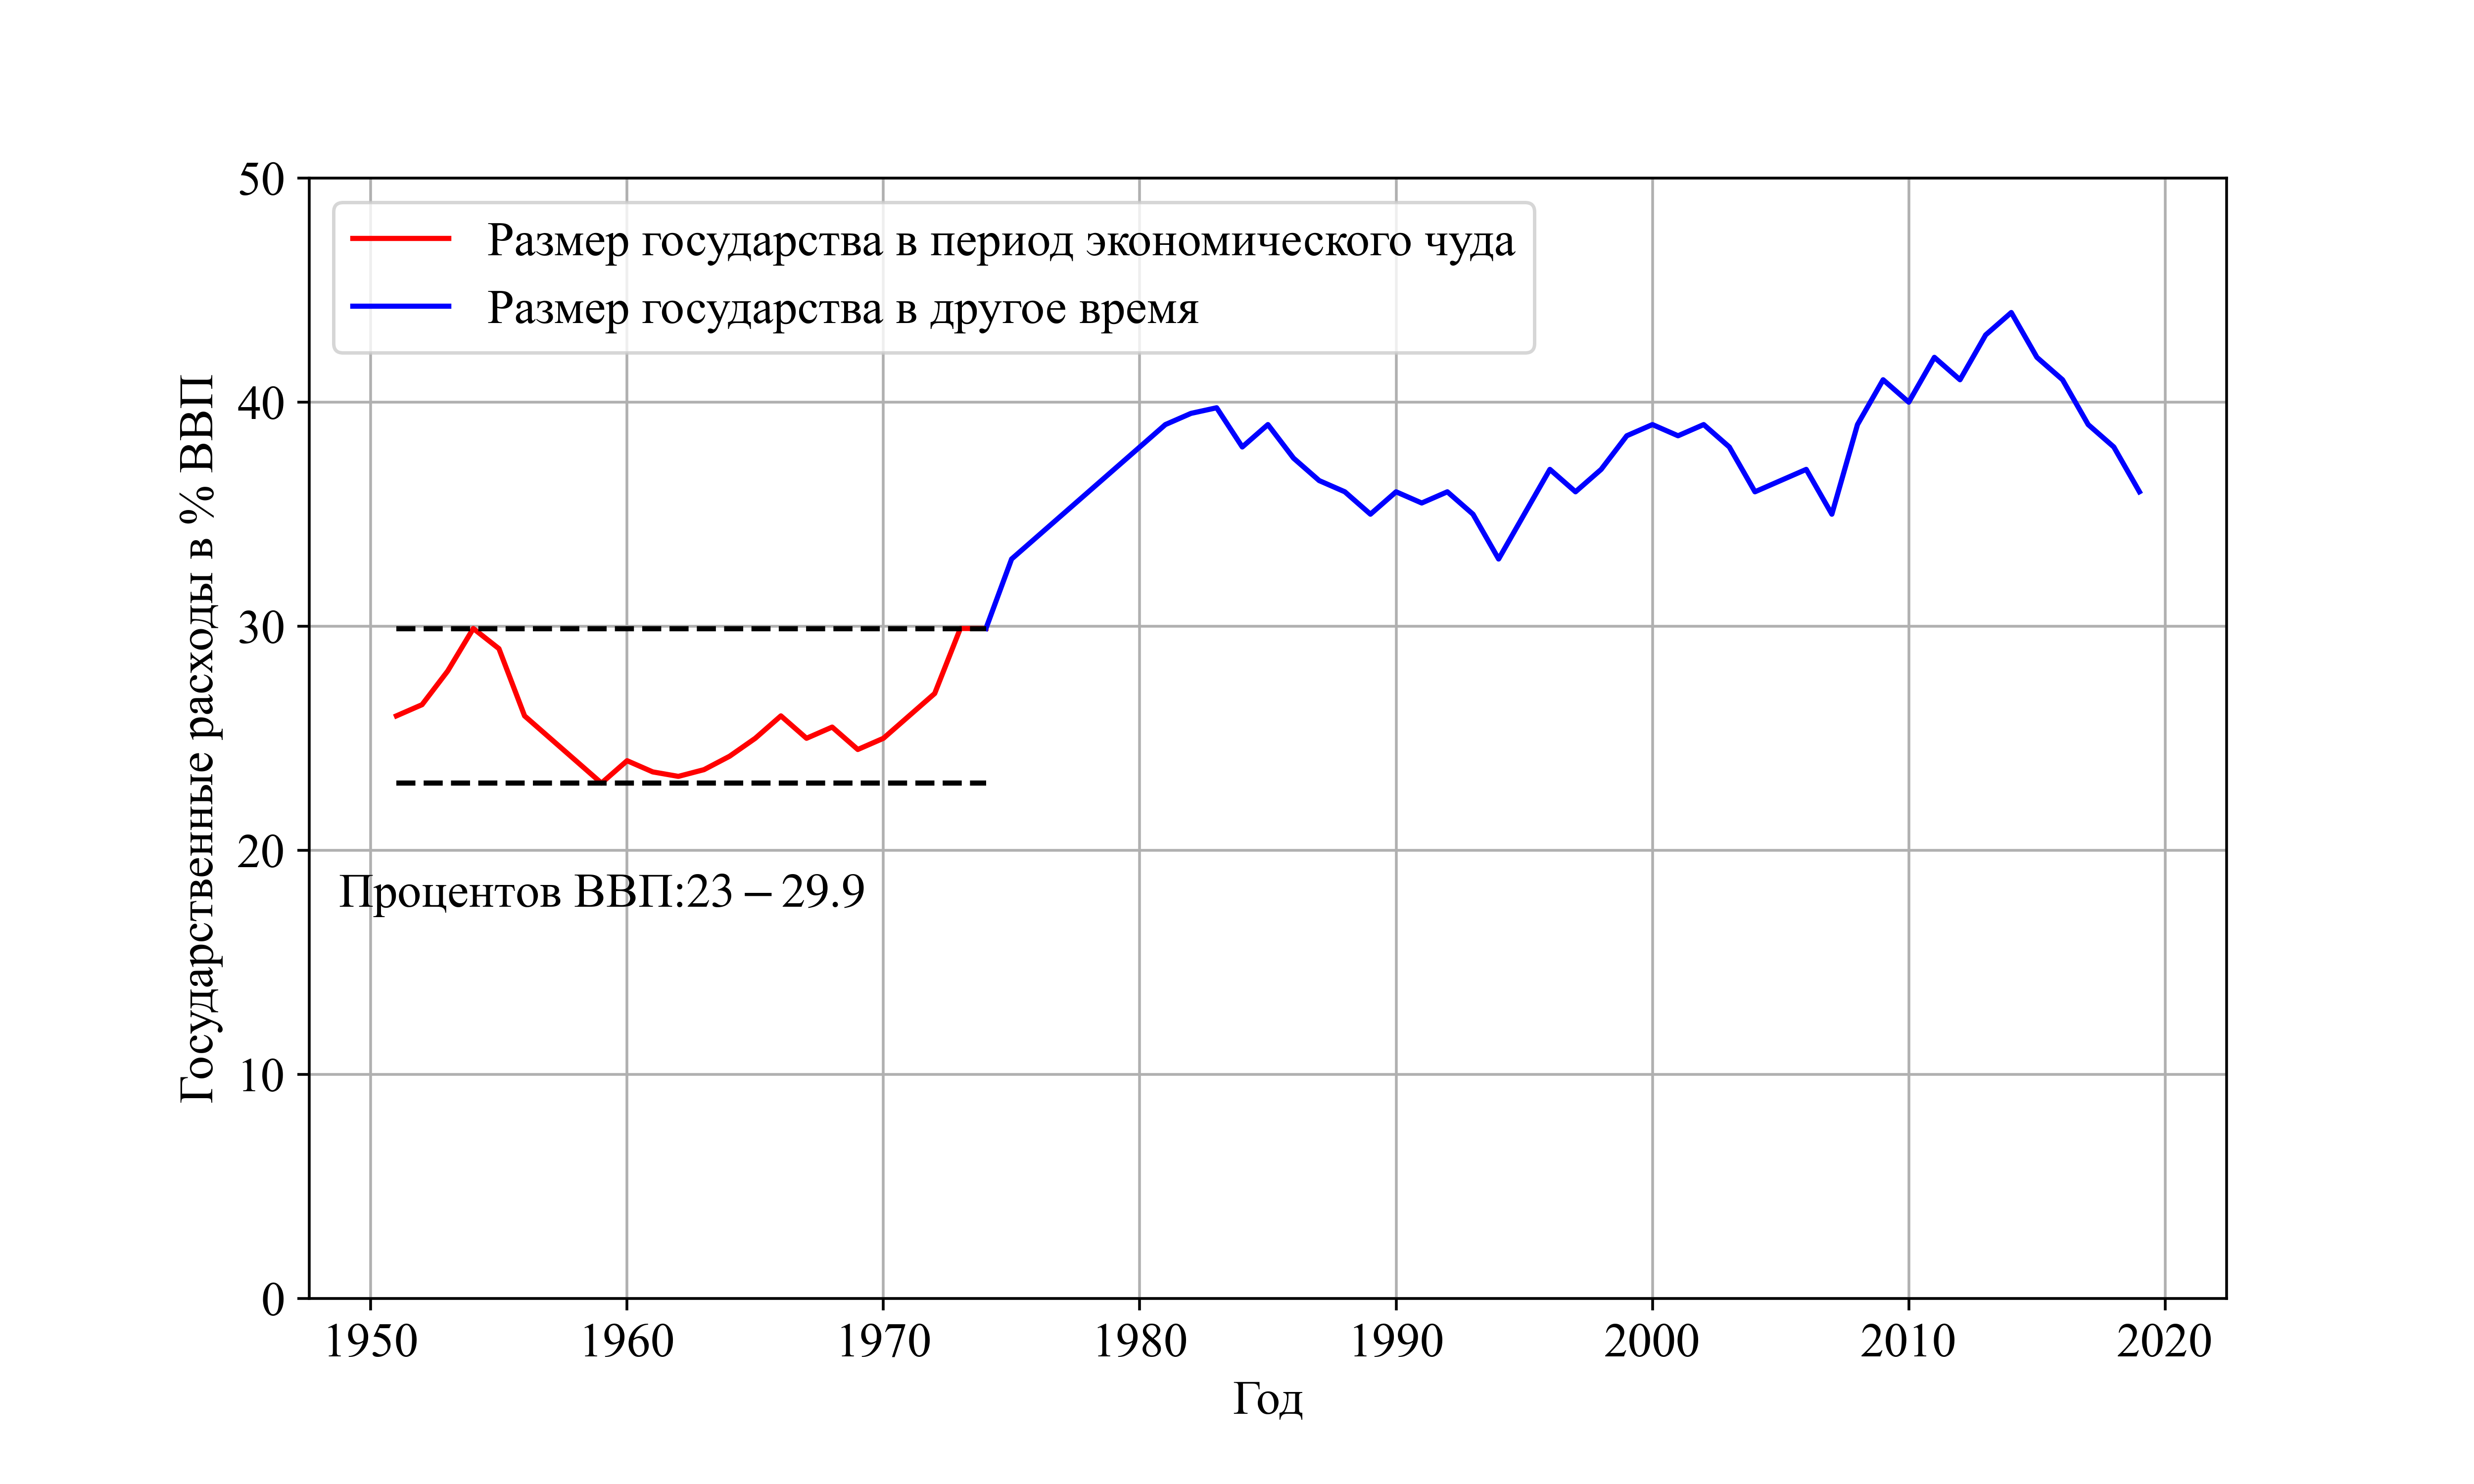 Размер государства в период экономического чуда
Размер государства в другое время
Государственные расходы в % ВВП
50
40
30
20
10
0
Процентов ВВП:23 – 29.9
1950 1960 1970 1980 1990 2000 2010 2020
Год